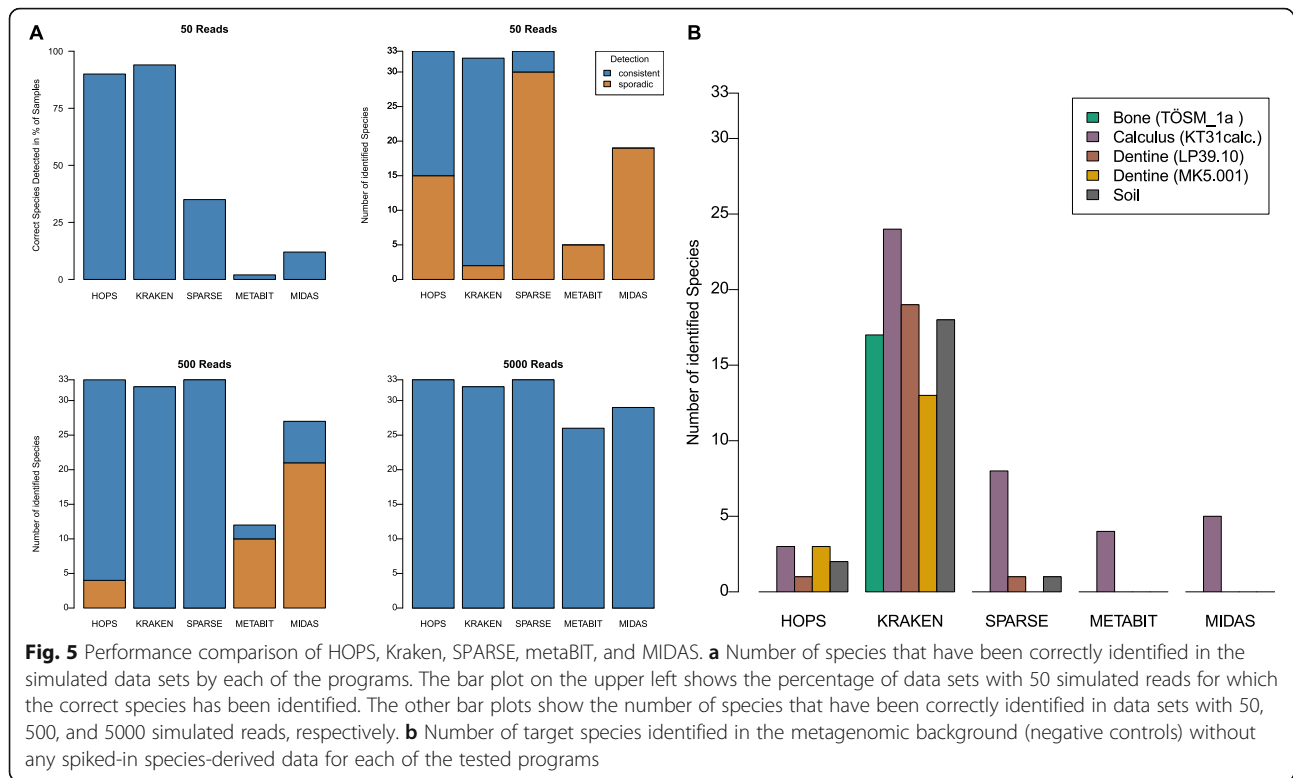 A
50 Reads
Correct Species Detected in % of Samples
100
75
50
25
0
HOPS KRAKEN SPARSE METABIT MIDAS
50 Reads
Detection
consistent
sporadic
Number of identified Species
33
30
25
20
15
10
5
0
HOPS KRAKEN SPARSE METABIT MIDAS
500 Reads
Number of identified Species
33
30
25
20
15
10
5
0
HOPS KRAKEN SPARSE METABIT MIDAS
5000 Reads
33
30
25
20
15
10
5
0
HOPS KRAKEN SPARSE METABIT MIDAS
B
Number of identified Species
33
30
25
20
15
10
5
0
Bone (TÖSM_1a )
Calculus (KT31calc.)
Dentine (LP39.10)
Dentine (MK5.001)
Soil
HOPS KRAKEN SPARSE METABIT MIDAS
Fig. 5 Performance comparison of HOPS, Kraken, SPARSE, metaBIT, and MIDAS. a Number of species that have been correctly identified in the
simulated data sets by each of the programs. The bar plot on the upper left shows the percentage of data sets with 50 simulated reads for which
the correct species has been identified. The other bar plots show the number of species that have been correctly identified in data sets with 50,
500, and 5000 simulated reads, respectively. b Number of target species identified in the metagenomic background (negative controls) without
any spiked-in species-derived data for each of the tested programs